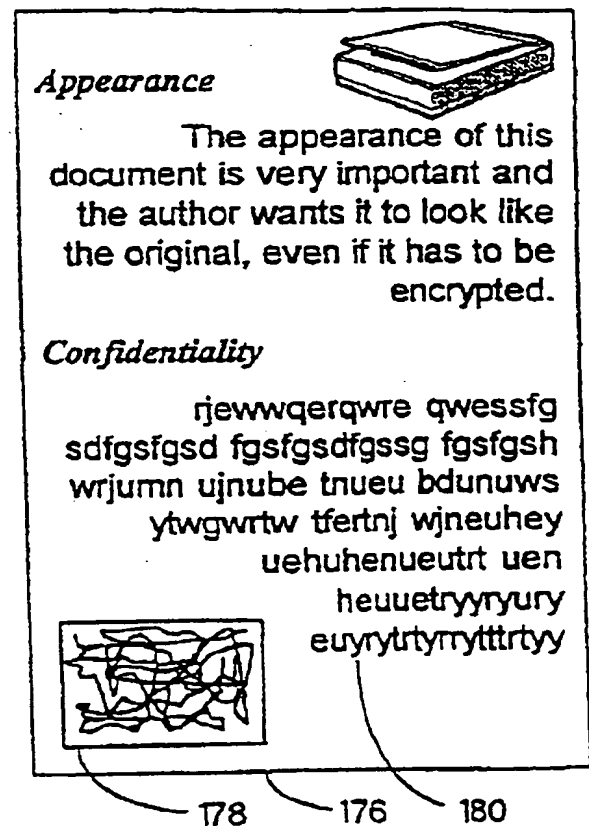 Appearance
The appearance of this
document is very important and
the author wants it to look like
the original, even if it has to be
encrypted.
Confidentiality
rjewwqerqwre qwessfg
sdfgsfgsd fgsfgsdfgssg fgsfgsh
wrjumn ujnube tnueu bdunuws
ytwgwrtw tfertnj wjneuhey
uehuhenueutrt uen
heuuetryyryury
euyrytrtyrrytttrtyy
178 176 180